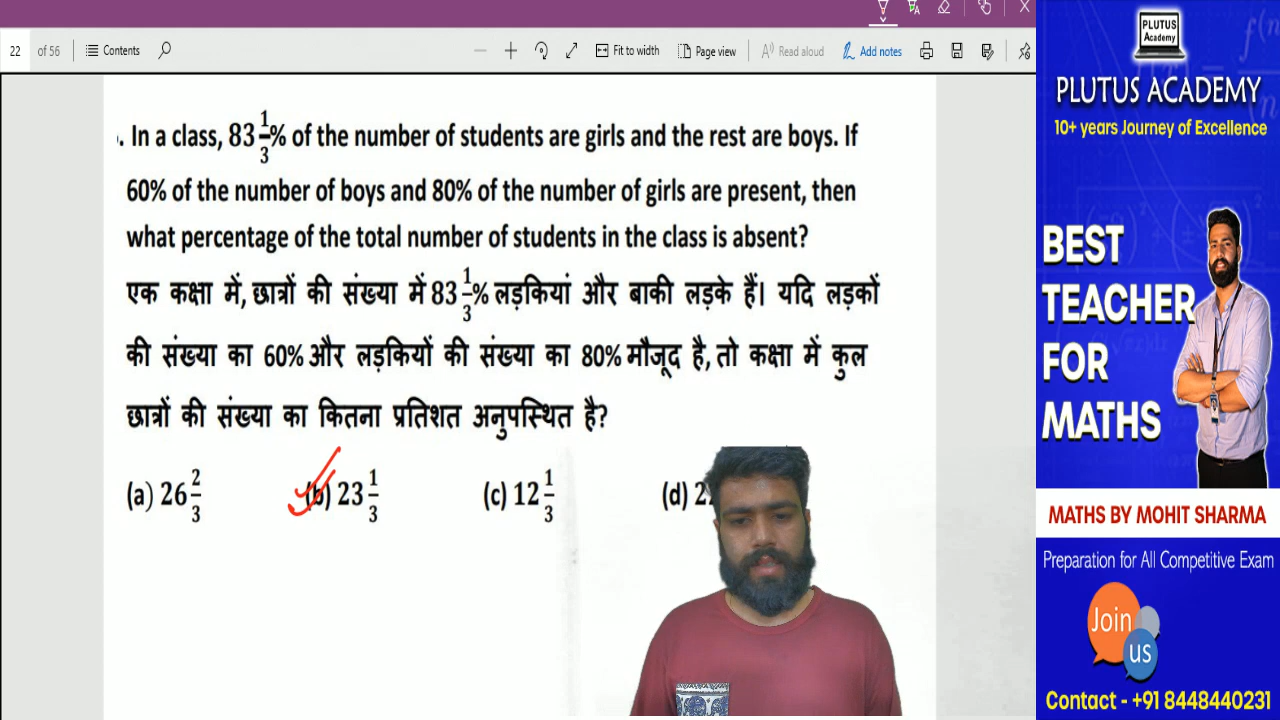 22 of 56 Contents Fit to width Page view Read aloud Add notes
. In a class, 83 1/3% of the number of students are girls and the rest are boys. If
60% of the number of boys and 80% of the number of girls are present, then
what percentage of the total number of students in the class is absent?
एक कक्षा में, छात्रों की संख्या में 83 1/3% लड़कियां और बाकी लड़के हैं। यदि लड़कों
की संख्या का 60% और लड़कियों की संख्या का 80% मौजूद है, तो कक्षा में कुल
छात्रों की संख्या का कितना प्रतिशत अनुपस्थित है?
(a) 26 2/3 (b) 23 1/3 (c) 12 1/3 (d)
PLUTUS
Academy
PLUTUS ACADEMY
10+ years Journey of Excellence
BEST
TEACHER
FOR
MATHS
MATHS BY MOHIT SHARMA
Preparation for All Competitive Exam
Join
us
Contact - +91 8448440231